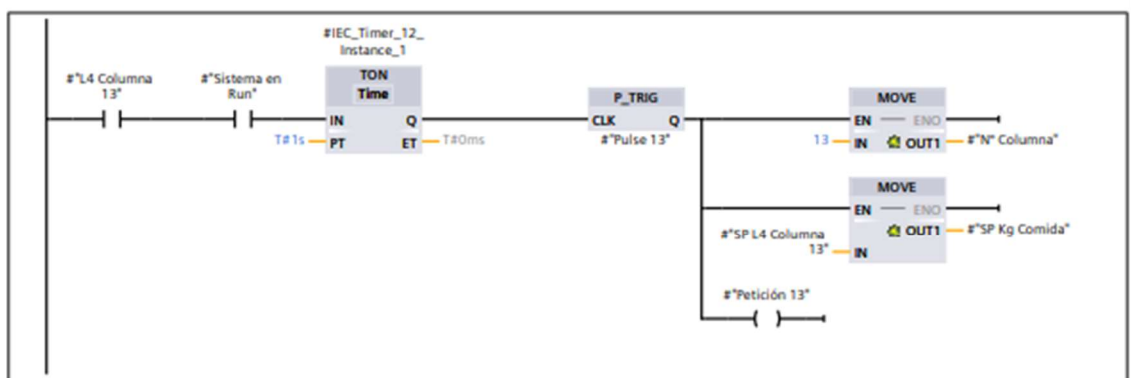 #IEC_Timer_12_
Instance_1
#"L4 Columna
13"
#"Sistema en
Run"
TON
Time
IN Q
T#1s PT ET T#0ms
P_TRIG
CLK Q
#"Pulse 13"
MOVE
EN ENO
13 IN OUT1 #"Nº Columna"
MOVE
EN ENO
OUT1 #"SP Kg Comida"
#"SP L4 Columna
13" IN
#"Petición 13"